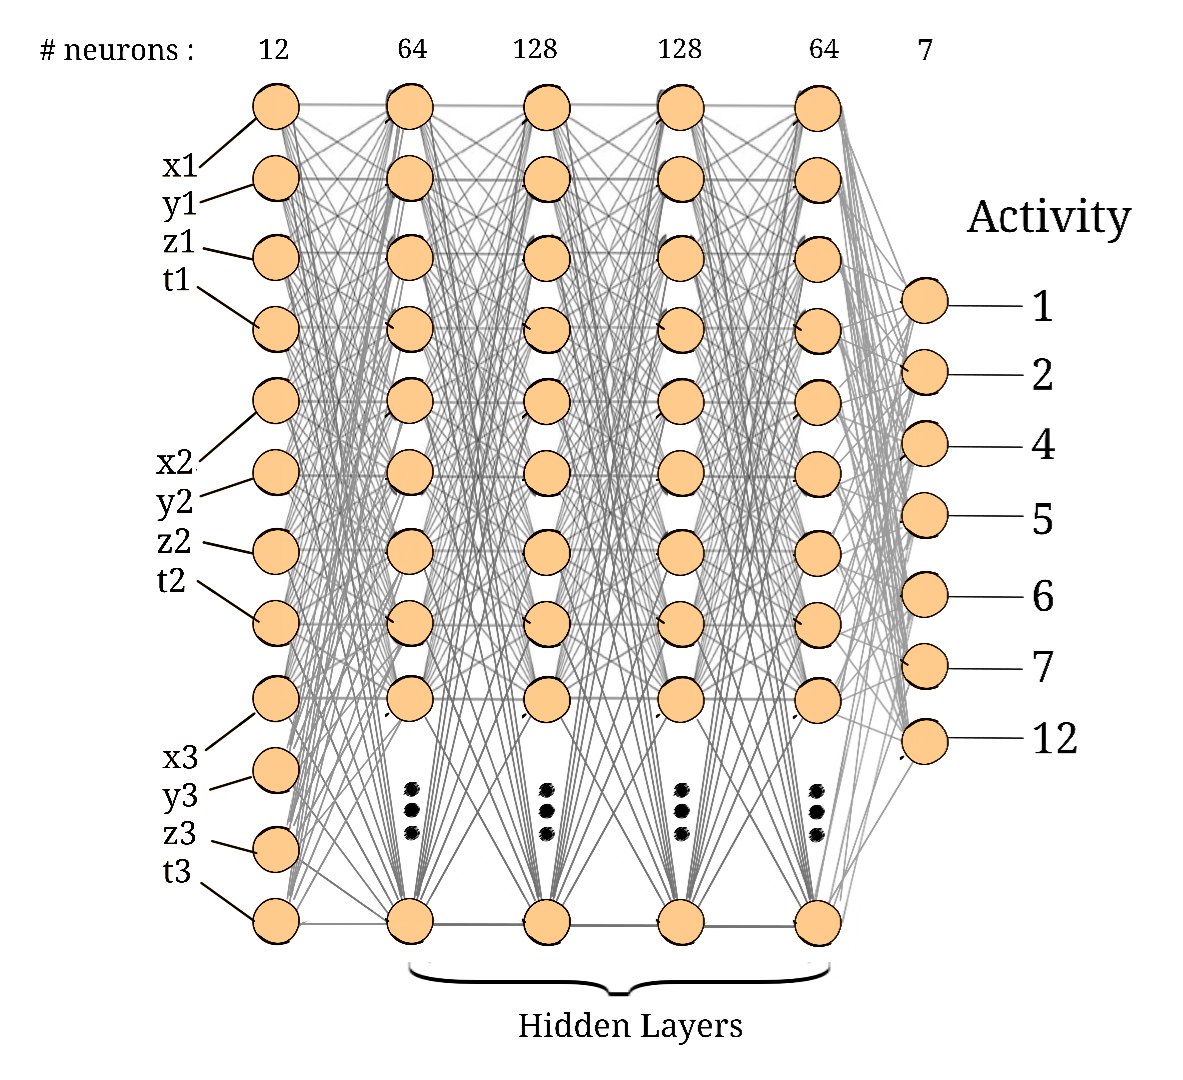 # neurons : 12 64 128 128 64 7
x1
y1
z1
t1
x2
y2
z2
t2
x3
y3
z3
t3
Activity
1
2
4
5
6
7
12
Hidden Layers